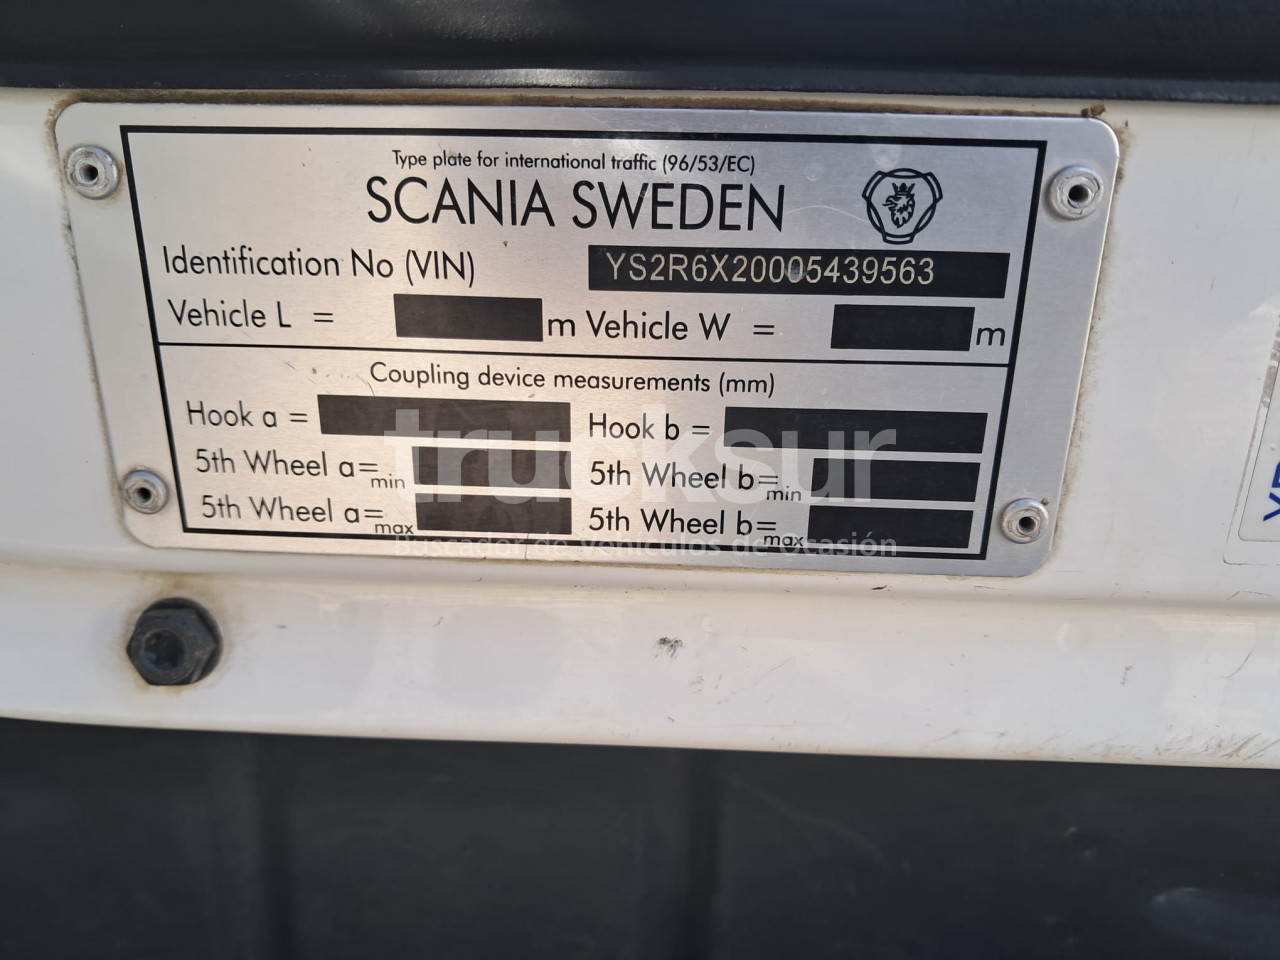 Type plate for international traffic (96/53/EC)
SCANIA SWEDEN
Identification No (VIN) YS2R6X20005439563
Vehicle L = m Vehicle W = m
Coupling device measurements (mm)
Hook a = Hook b =
5th Wheel a=min 5th Wheel b=min
5th Wheel a=max 5th Wheel b=max
trucksur
Buscador de vehículos de ocasión